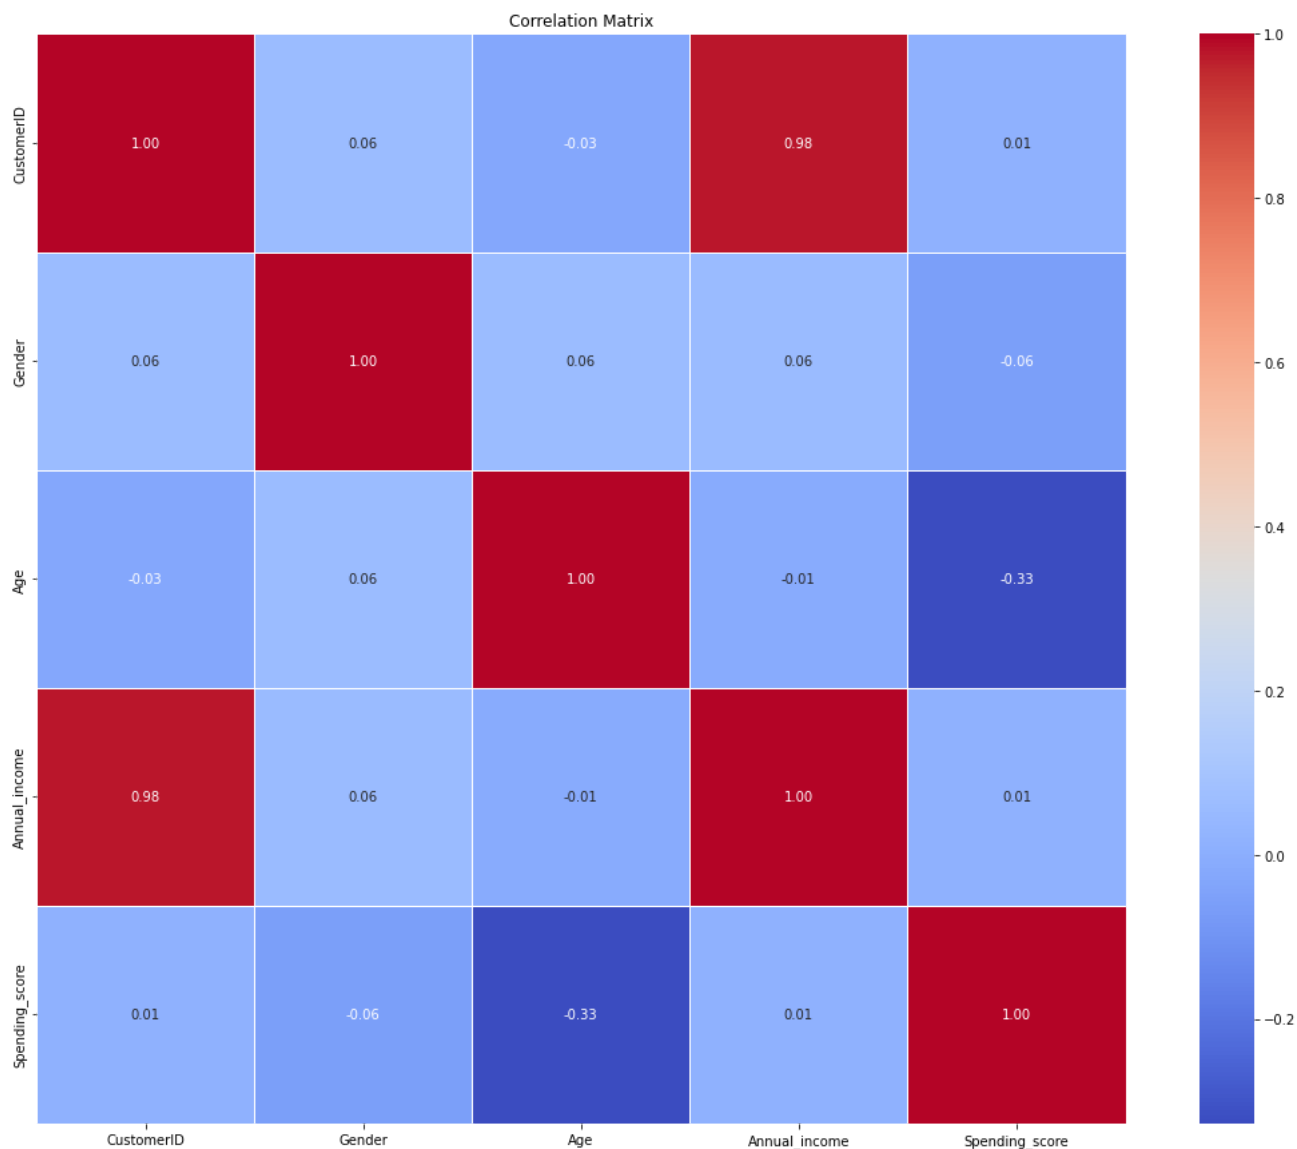 Correlation Matrix
CustomerID 1.00 0.06 -0.03 0.98 0.01
Gender 0.06 1.00 0.06 0.06 -0.06
Age -0.03 0.06 1.00 -0.01 -0.33
Annual_income 0.98 0.06 -0.01 1.00 0.01
Spending_score 0.01 -0.06 -0.33 0.01 1.00
CustomerID Gender Age Annual_income Spending_score
1.0
0.8
0.6
0.4
0.2
0.0
−0.2